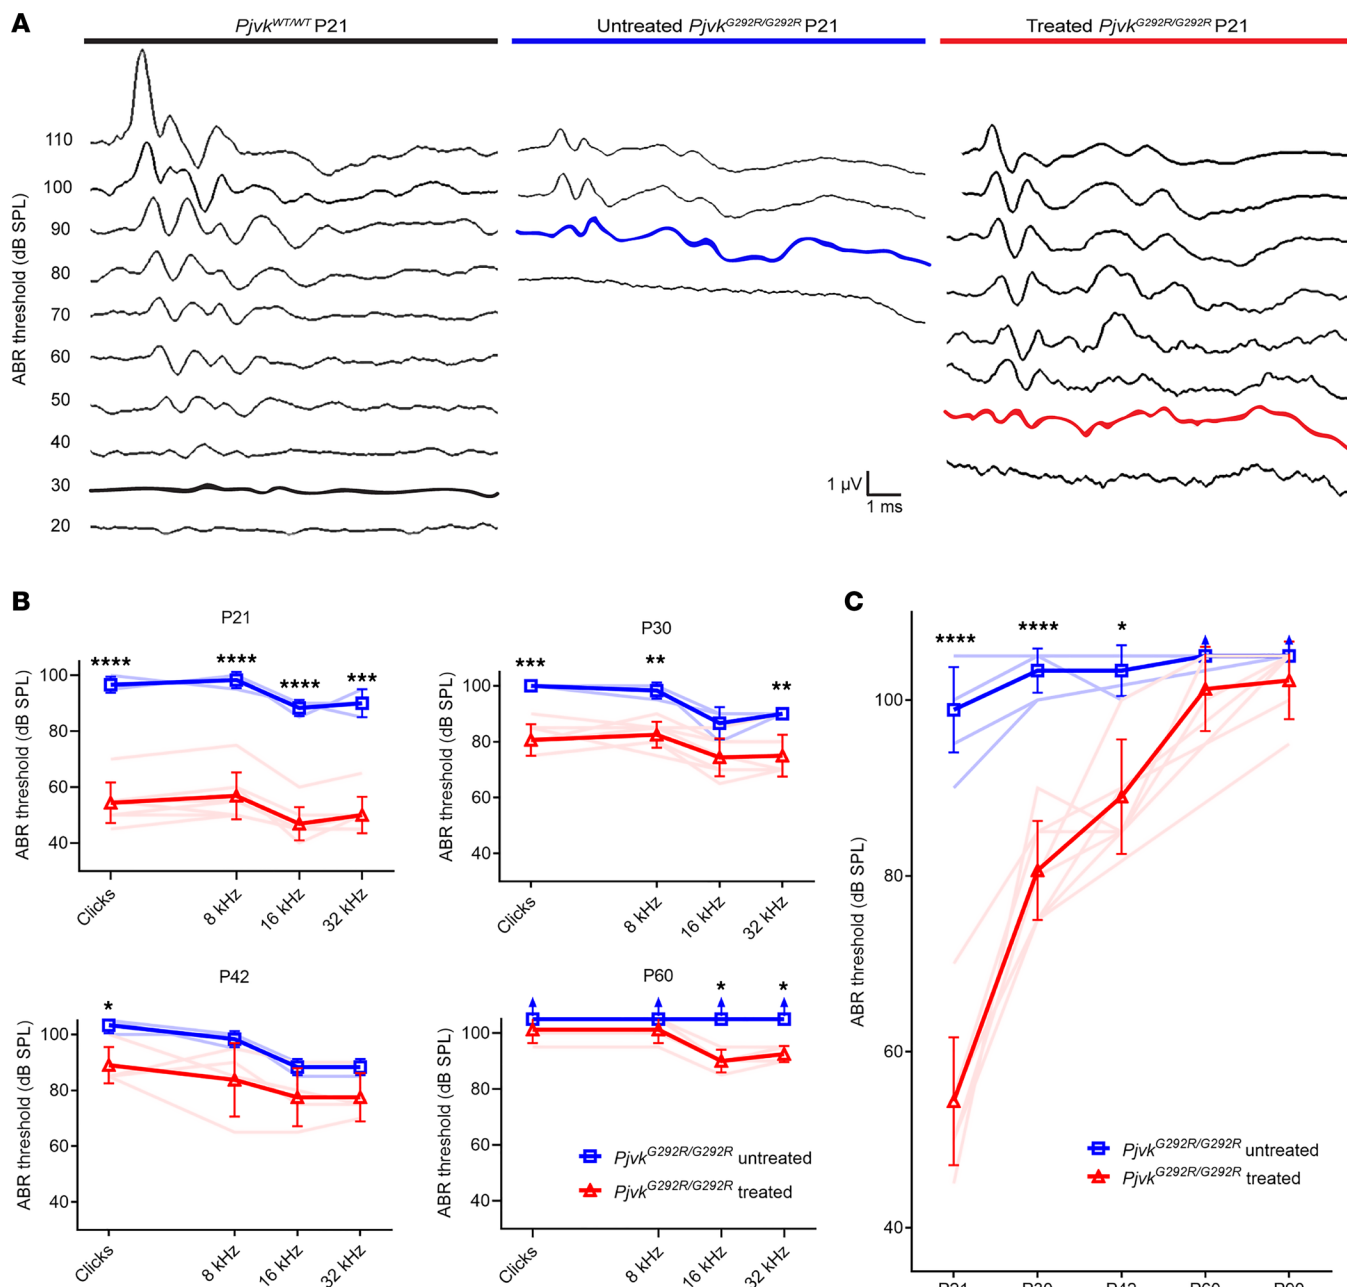 A
Pjvk^WT/WT P21
Untreated Pjvk^G292R/G292R P21
Treated Pjvk^G292R/G292R P21
ABR threshold (dB SPL)
110
100
90
80
70
60
50
40
30
20
1 µV
1 ms
B
P21
ABR threshold (dB SPL)
100
80
60
40
**** **** **** ***
Clicks 8 kHz 16 kHz 32 kHz
P30
ABR threshold (dB SPL)
100
80
60
40
*** ** **
Clicks 8 kHz 16 kHz 32 kHz
P42
ABR threshold (dB SPL)
100
80
60
40
*
Clicks 8 kHz 16 kHz 32 kHz
P60
ABR threshold (dB SPL)
100
80
60
40
* *
Pjvk^G292R/G292R untreated
Pjvk^G292R/G292R treated
Clicks 8 kHz 16 kHz 32 kHz
C
ABR threshold (dB SPL)
100
80
60
40
**** **** *
Pjvk^G292R/G292R untreated
Pjvk^G292R/G292R treated